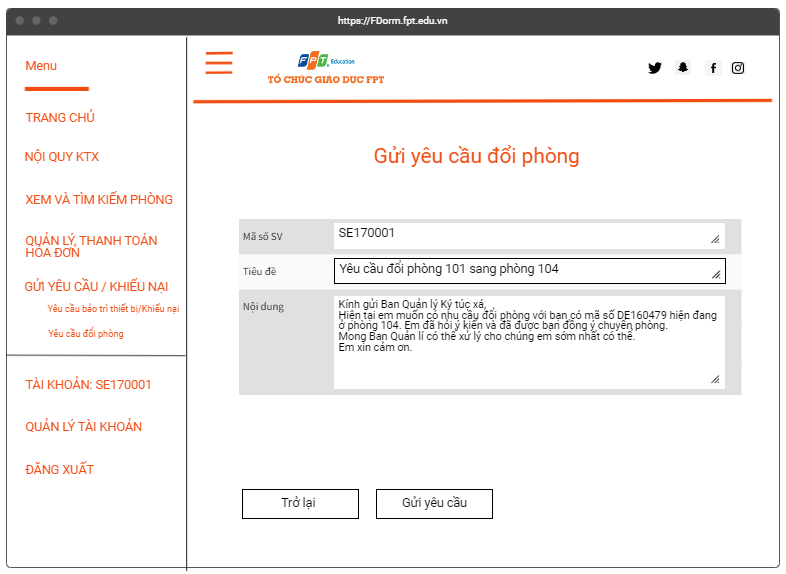 https://FDorm.fpt.edu.vn
Menu
TRANG CHỦ
NỘI QUY KTX
XEM VÀ TÌM KIẾM PHÒNG
QUẢN LÝ, THANH TOÁN
HÓA ĐƠN
GỬI YÊU CẦU / KHIẾU NẠI
Yêu cầu bảo trì thiết bị/Khiếu nại
Yêu cầu đổi phòng
TÀI KHOẢN: SE170001
QUẢN LÝ TÀI KHOẢN
ĐĂNG XUẤT
FPT Education
TỔ CHỨC GIÁO DỤC FPT
Gửi yêu cầu đổi phòng
Mã số SV
SE170001
Tiêu đề
Yêu cầu đổi phòng 101 sang phòng 104
Nội dung
Kính gửi Ban Quản lý Ký túc xá,
Hiện tại em muốn có nhu cầu đổi phòng với bạn có mã số DE160479 hiện đang
ở phòng 104. Em đã hỏi ý kiến và đã được bạn đồng ý chuyển phòng.
Mong Ban Quản lí có thể xử lý cho chúng em sớm nhất có thể.
Em xin cảm ơn.
Trở lại
Gửi yêu cầu